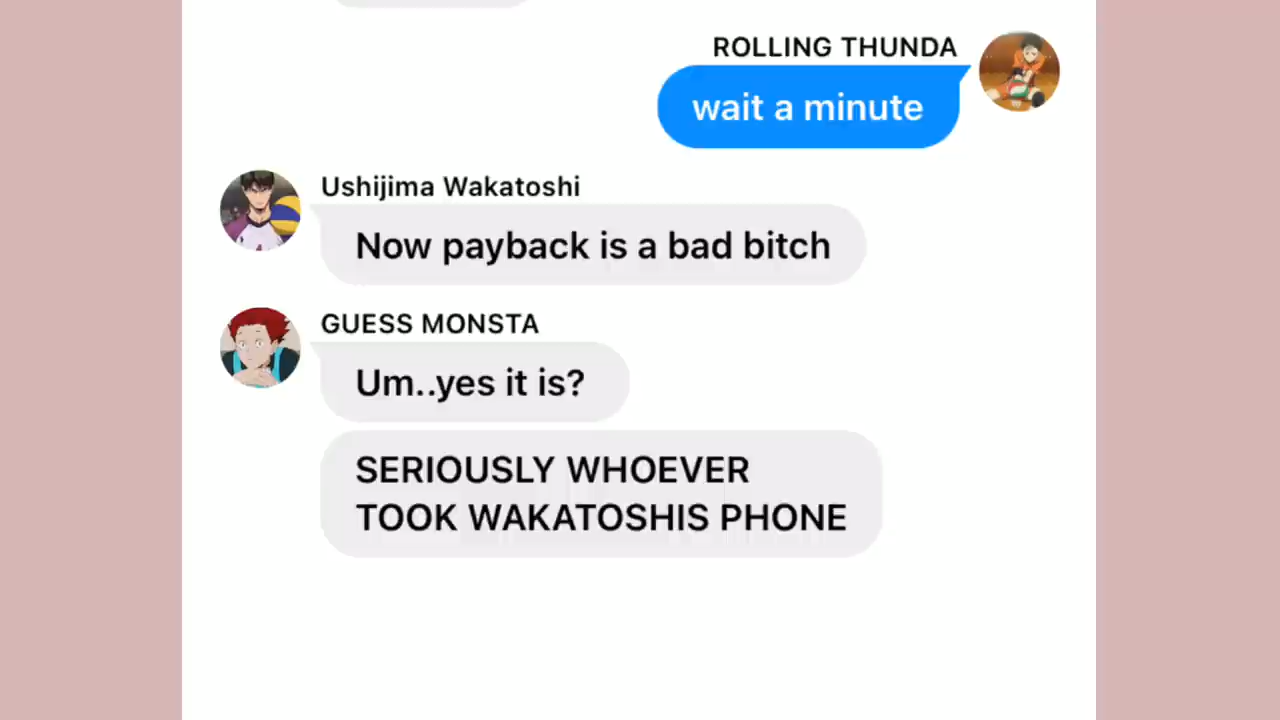 ROLLING THUNDA
wait a minute
Ushijima Wakatoshi
Now payback is a bad bitch
GUESS MONSTA
Um..yes it is?
SERIOUSLY WHOEVER
TOOK WAKATOSHIS PHONE